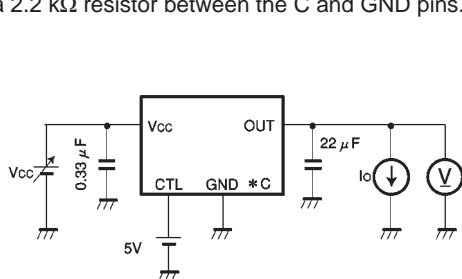 a 2.2 kΩ resistor between the C and GND pins.
Vcc OUT
0.33 μF
22 μF
Vcc
Io
V
CTL GND *C
5V